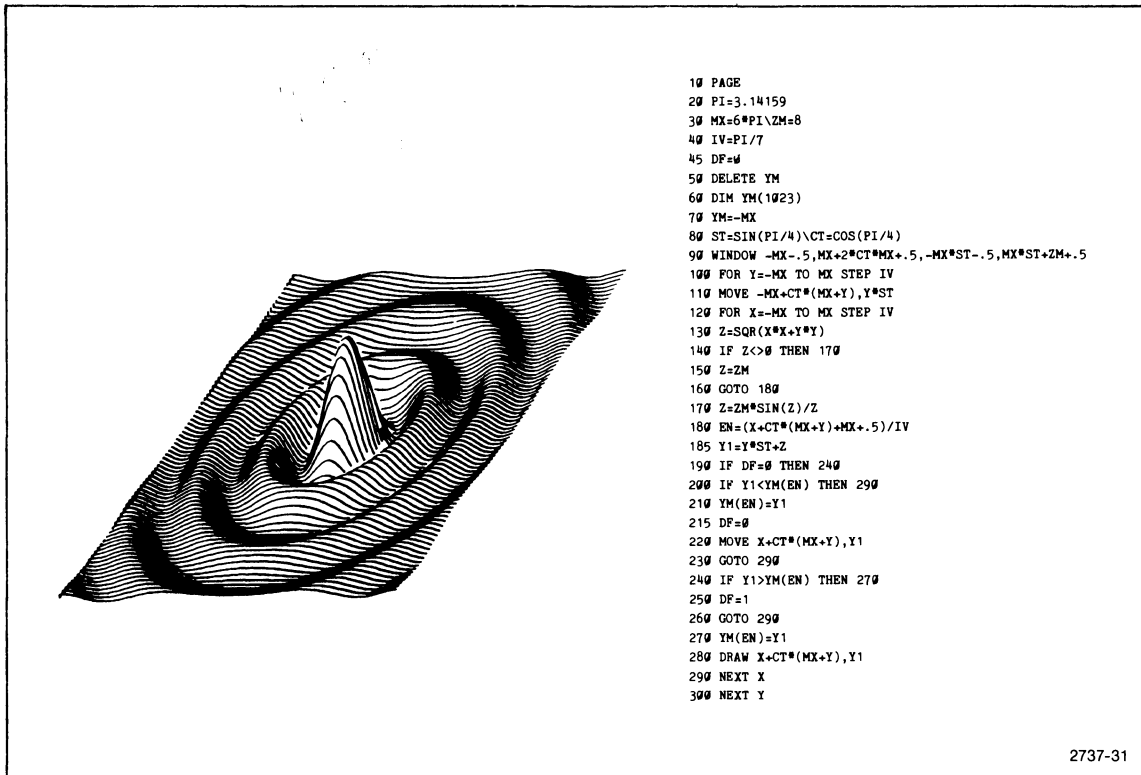 10 PAGE
20 PI=3.14159
30 MX=6*PI\ZM=8
40 IV=PI/7
45 DF=0
50 DELETE YM
60 DIM YM(1023)
70 YM=-MX
80 ST=SIN(PI/4)\CT=COS(PI/4)
90 WINDOW -MX-.5,MX+2*CT*MX+.5,-MX*ST-.5,MX*ST+ZM+.5
100 FOR Y=-MX TO MX STEP IV
110 MOVE -MX+CT*(MX+Y),Y*ST
120 FOR X=-MX TO MX STEP IV
130 Z=SQR(X*X+Y*Y)
140 IF Z<>0 THEN 170
150 Z=ZM
160 GOTO 180
170 Z=ZM*SIN(Z)/Z
180 EN=(X+CT*(MX+Y)+MX+.5)/IV
185 Y1=Y*ST+Z
190 IF DF=0 THEN 240
200 IF Y1<YM(EN) THEN 290
210 YM(EN)=Y1
215 DF=0
220 MOVE X+CT*(MX+Y),Y1
230 GOTO 290
240 IF Y1>YM(EN) THEN 270
250 DF=1
260 GOTO 290
270 YM(EN)=Y1
280 DRAW X+CT*(MX+Y),Y1
290 NEXT X
300 NEXT Y
2737-31